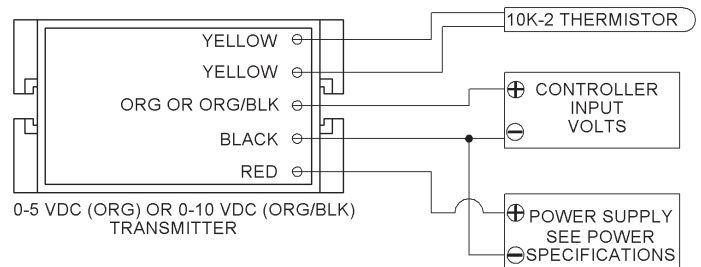 YELLOW
YELLOW
ORG OR ORG/BLK
BLACK
RED
0-5 VDC (ORG) OR 0-10 VDC (ORG/BLK)
TRANSMITTER
10K-2 THERMISTOR
+ CONTROLLER
INPUT
VOLTS
−
+ POWER SUPPLY
SEE POWER
− SPECIFICATIONS